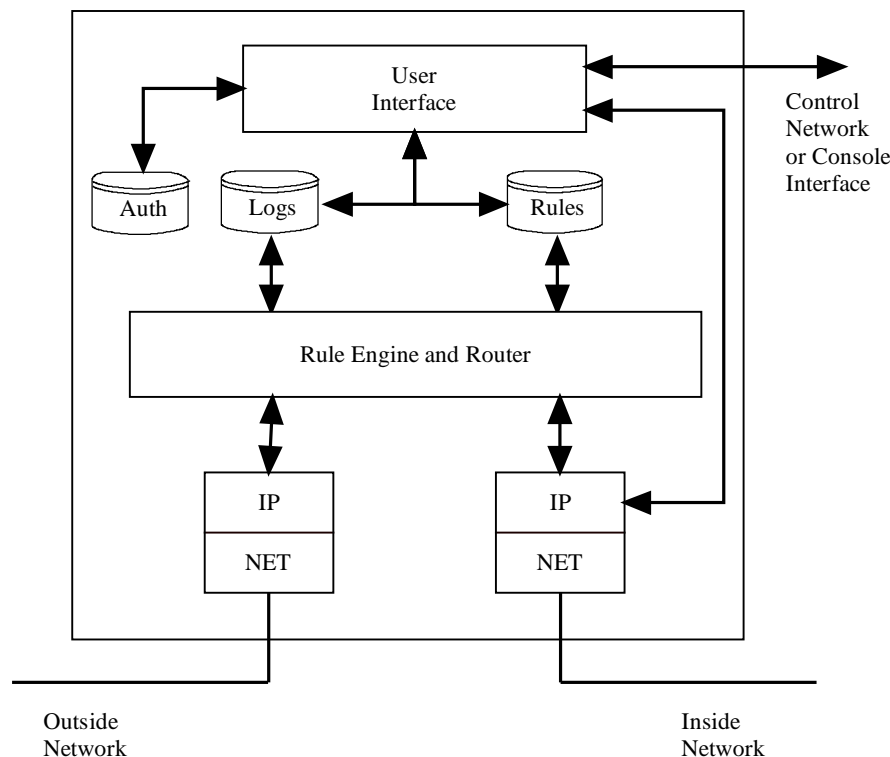 User
Interface
Control
Network
or Console
Interface
Auth
Logs
Rules
Rule Engine and Router
IP
IP
NET
NET
Outside
Network
Inside
Network